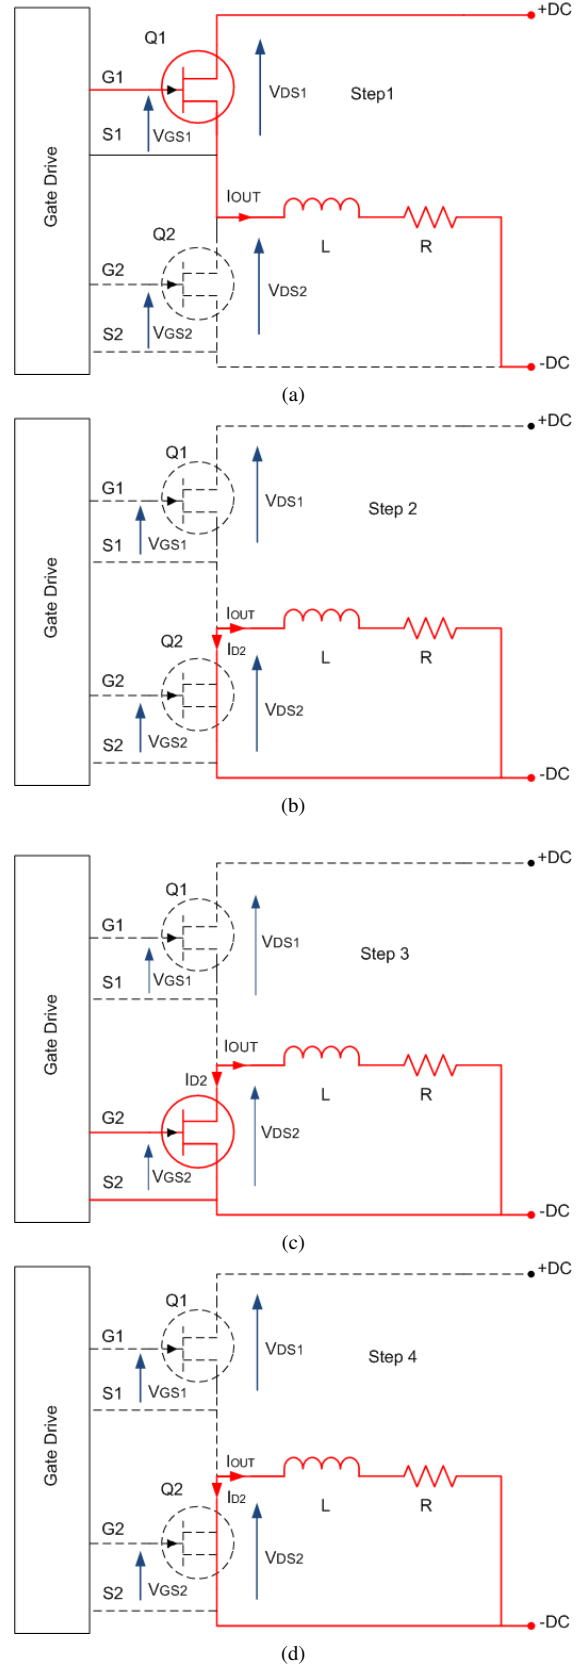 +DC
Q1
G1
VDS1
Step1
VGS1
S1
Gate Drive
IOUT
Q2
L
R
G2
VDS2
VGS2
S2
-DC
(a)
+DC
Q1
G1
VDS1
Step 2
S1
VGS1
Gate Drive
IOUT
Q2
ID2
L
R
G2
VDS2
S2
VGS2
-DC
(b)
+DC
Q1
G1
VDS1
Step 3
S1
VGS1
Gate Drive
IOUT
ID2
L
R
G2
VDS2
S2
VGS2
-DC
(c)
+DC
Q1
G1
VDS1
Step 4
S1
VGS1
Gate Drive
IOUT
Q2
ID2
L
R
G2
VDS2
S2
VGS2
-DC
(d)